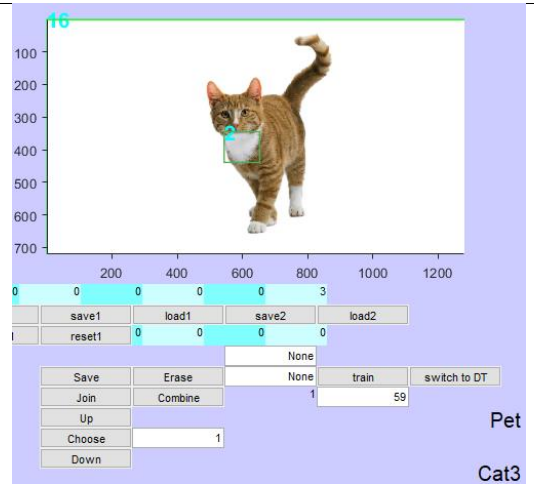 16
100
200
300
2
400
500
600
700
200 400 600 800 1000 1200
0 0 0 0 0 3
save1 load1 save2 load2
reset1 0 0 0 0
None
Save Erase None train switch to DT
Join Combine 1 59
Up
Pet
Choose 1
Down
Cat3